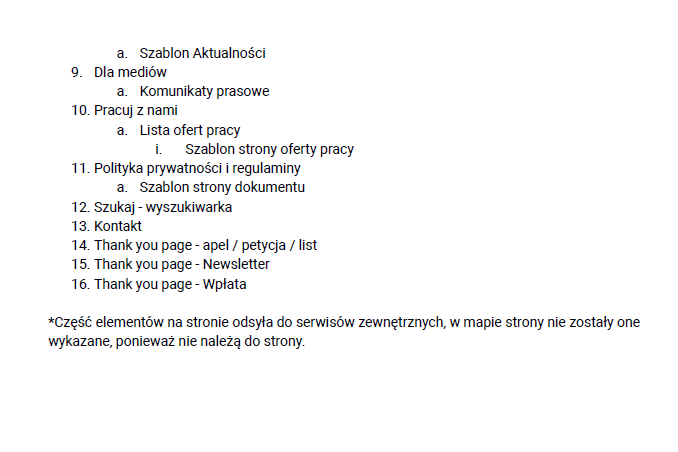 a. Szablon Aktualności
9. Dla mediów
a. Komunikaty prasowe
10. Pracuj z nami
a. Lista ofert pracy
i. Szablon strony oferty pracy
11. Polityka prywatności i regulaminy
a. Szablon strony dokumentu
12. Szukaj - wyszukiwarka
13. Kontakt
14. Thank you page - apel / petycja / list
15. Thank you page - Newsletter
16. Thank you page - Wpłata
*Część elementów na stronie odsyła do serwisów zewnętrznych, w mapie strony nie zostały one
wykazane, ponieważ nie należą do strony.